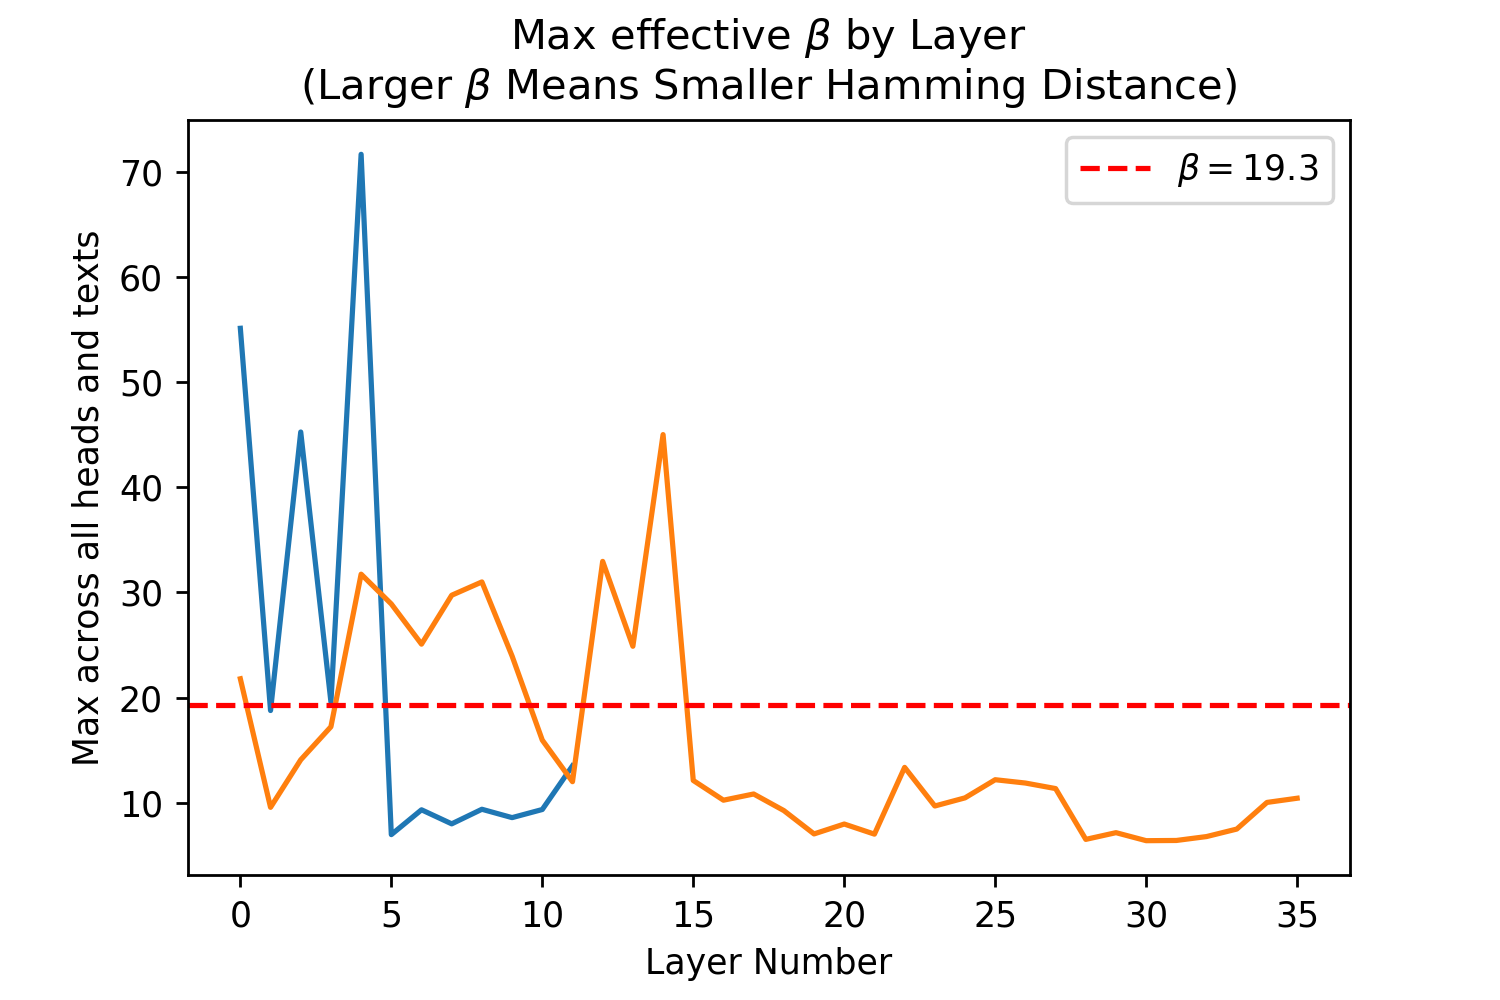 Max effective β by Layer
(Larger β Means Smaller Hamming Distance)
β = 19.3
Max across all heads and texts
70
60
50
40
30
20
10
0 5 10 15 20 25 30 35
Layer Number